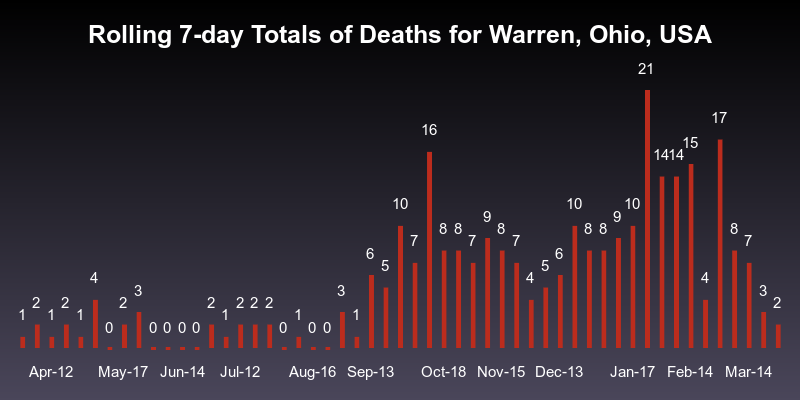 Rolling 7-day Totals of Deaths for Warren, Ohio, USA
1 2 1 2 1 4 0 2 3 0 0 0 0 2 1 2 2 2 0 1 0 0 3 1 6 5 10 7 16 8 8 7 9 8 7 4 5 6 10 8 8 9 10 21 14 14 15 4 17 8 7 3 2
Apr-12 May-17 Jun-14 Jul-12 Aug-16 Sep-13 Oct-18 Nov-15 Dec-13 Jan-17 Feb-14 Mar-14